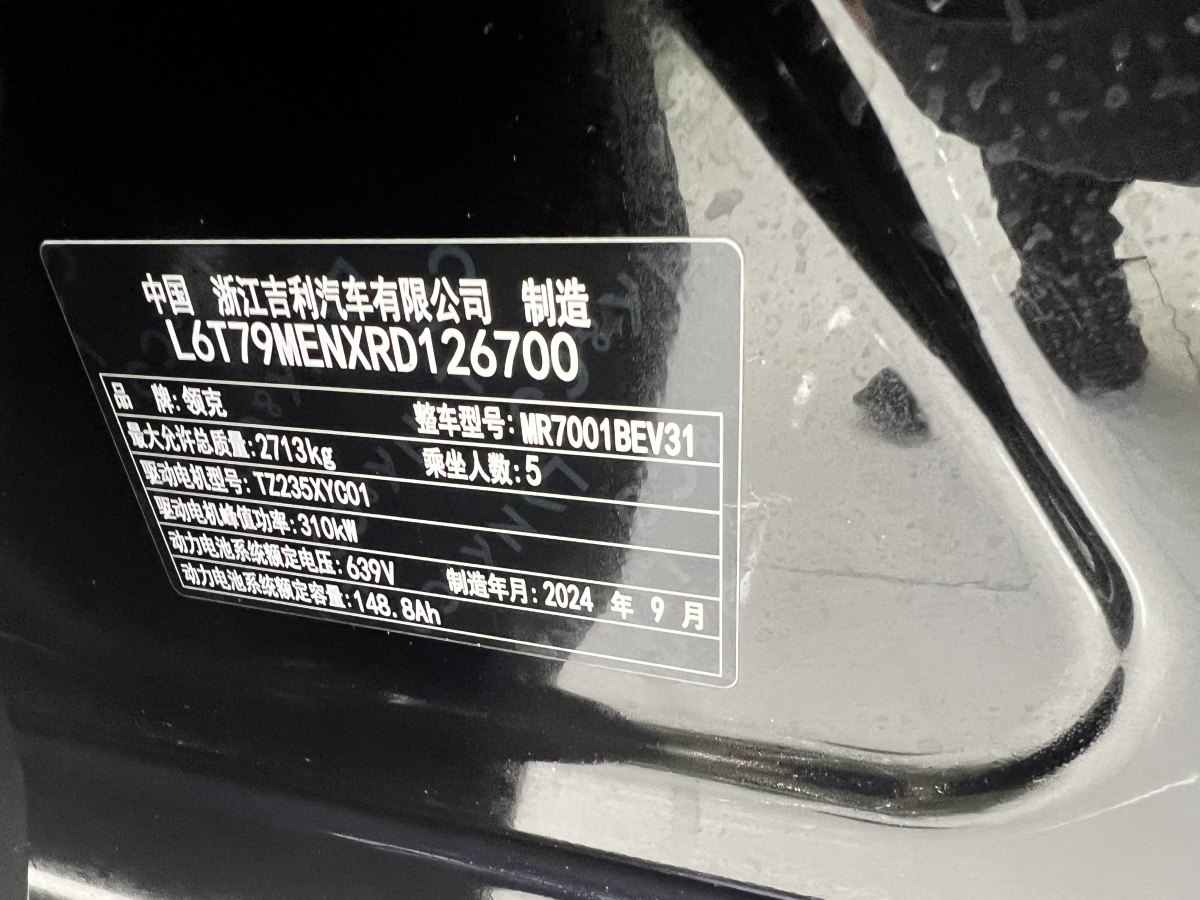 中国 浙江吉利汽车有限公司 制造
L6T79MENXRD126700
品 牌:领克 整车型号:MR7001BEV31
最大允许总质量:2713kg 乘坐人数:5
驱动电机型号:TZ235XYC01
驱动电机峰值功率:310kW
动力电池系统额定电压:639V 制造年月:2024 年 9 月
动力电池系统额定容量:148.8Ah